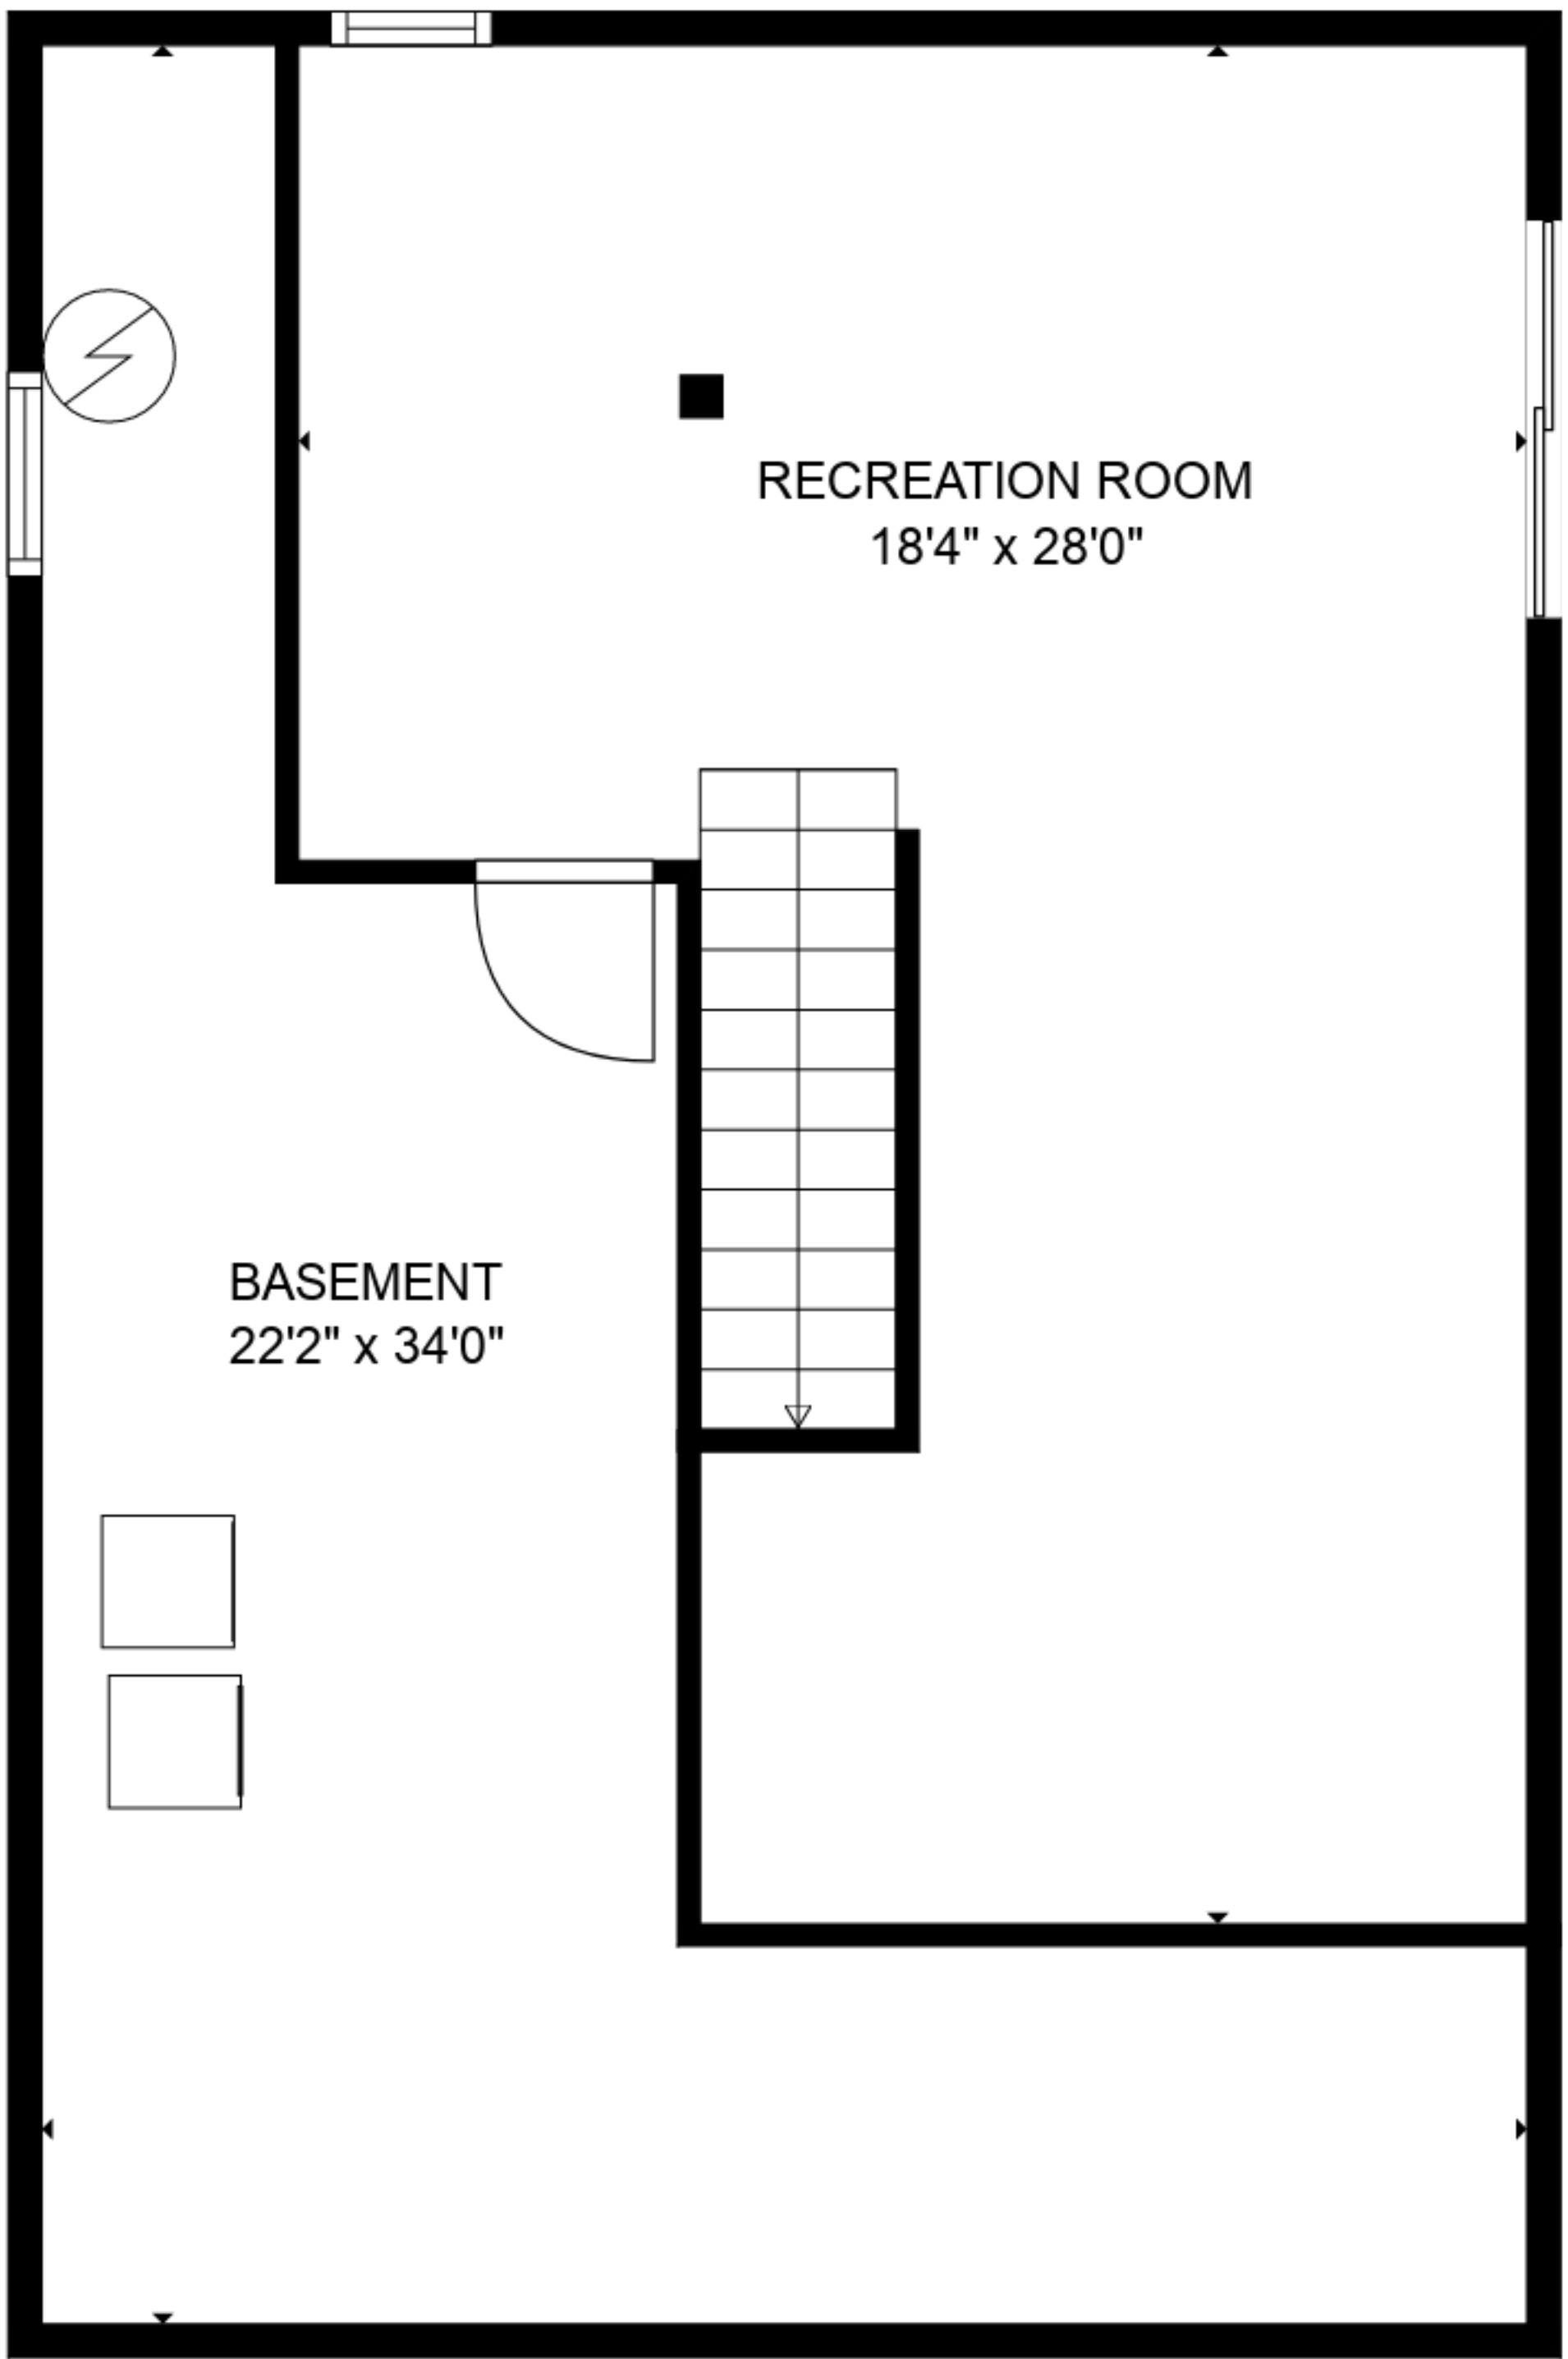 RECREATION ROOM
18'4" x 28'0"
BASEMENT
22'2" x 34'0"